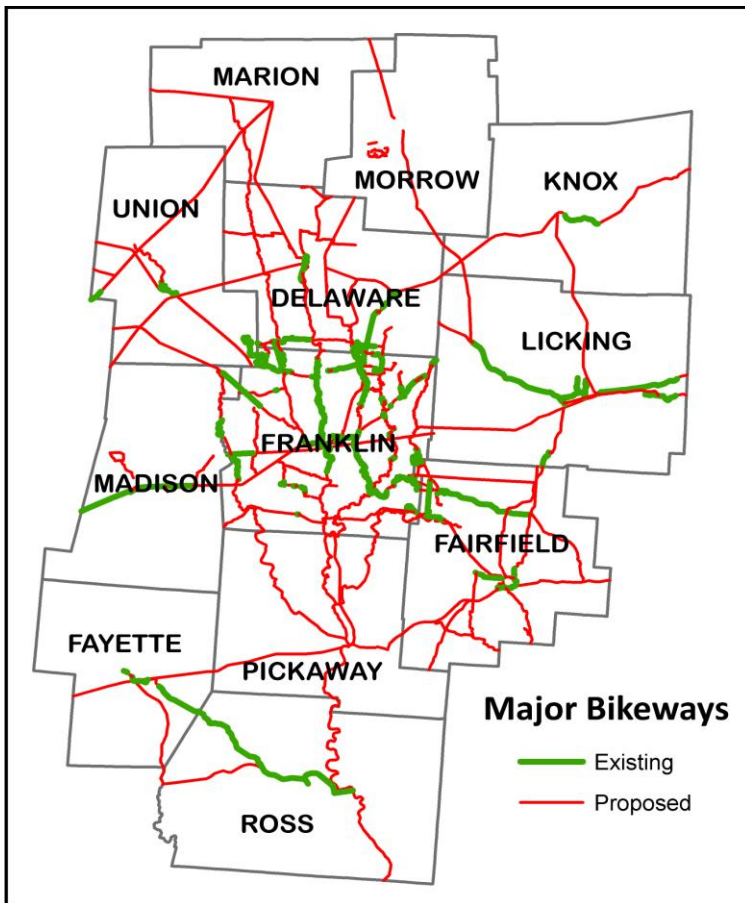 MARION
MORROW
KNOX
UNION
DELAWARE
LICKING
FRANKLIN
MADISON
FAIRFIELD
FAYETTE
PICKAWAY
ROSS
Major Bikeways
Existing
Proposed